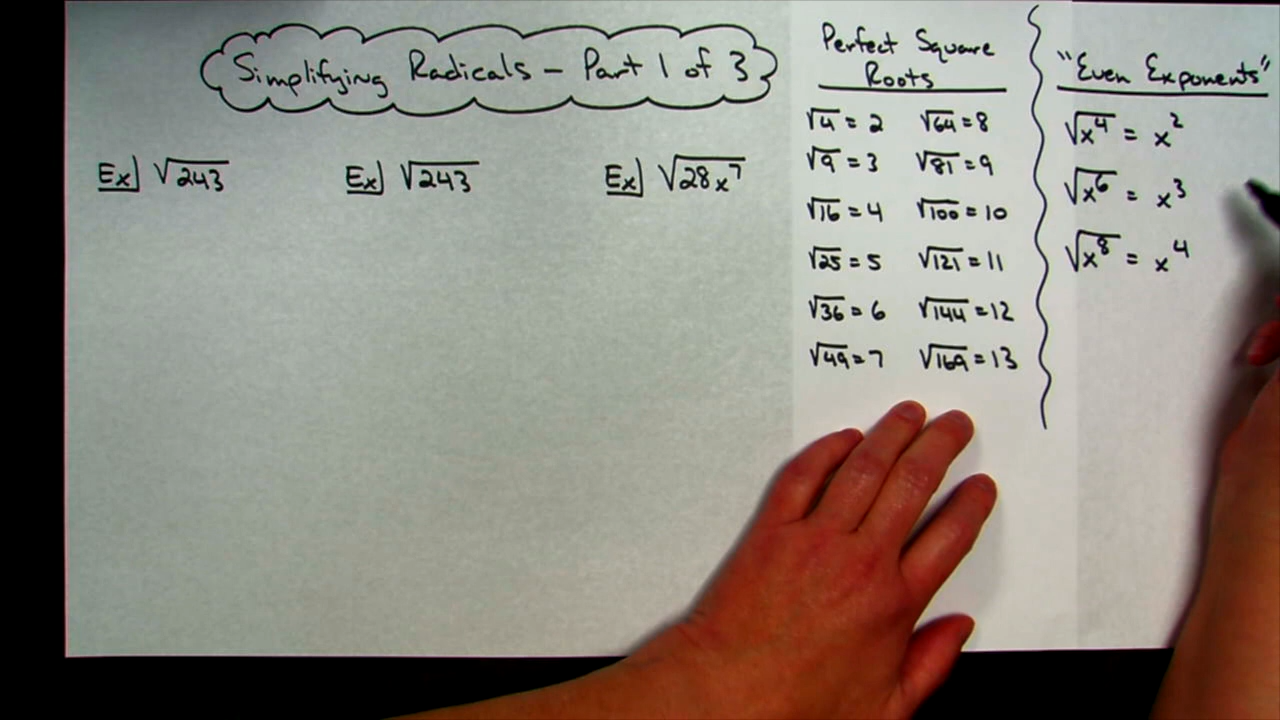 Simplifying Radicals - Part 1 of 3
Ex] √243
Ex] √243
Ex] √28x⁷
Perfect Square
Roots
√4 = 2 √64 = 8
√9 = 3 √81 = 9
√16 = 4 √100 = 10
√25 = 5 √121 = 11
√36 = 6 √144 = 12
√49 = 7 √169 = 13
"Even Exponents"
√x⁴ = x²
√x⁶ = x³
√x⁸ = x⁴